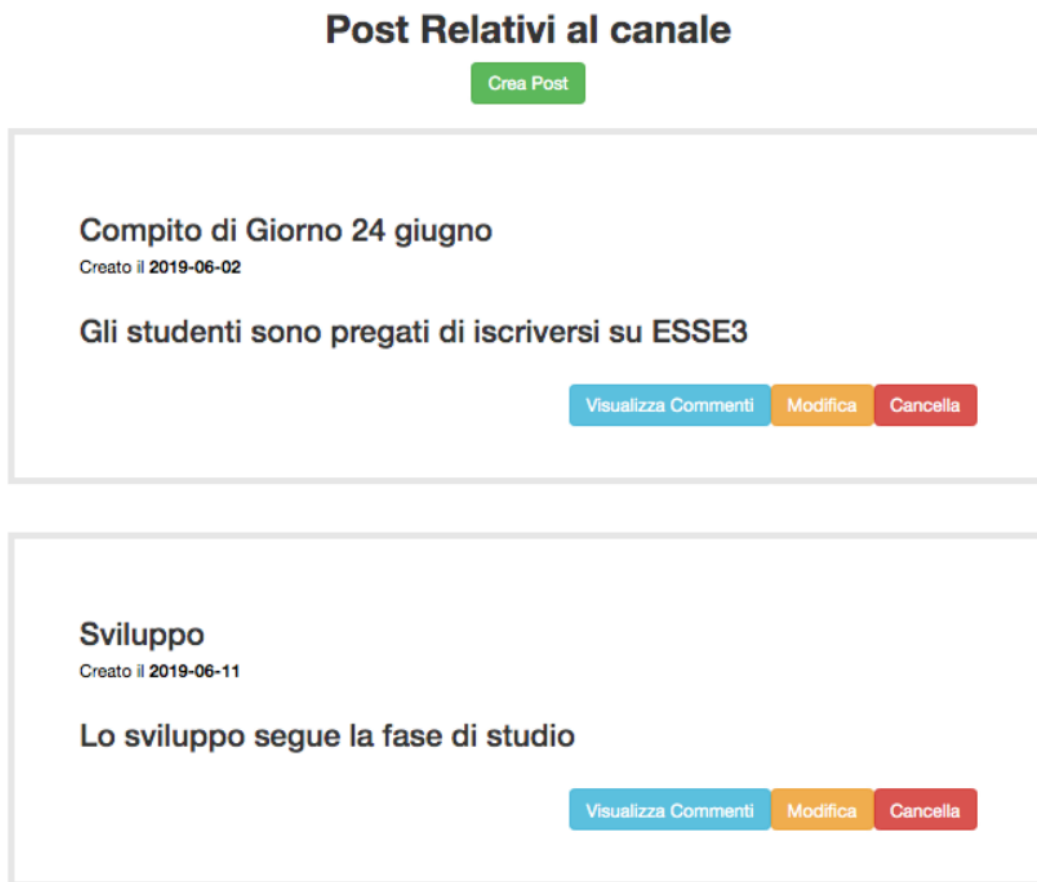 Post Relativi al canale
Crea Post
Compito di Giorno 24 giugno
Creato il 2019-06-02
Gli studenti sono pregati di iscriversi su ESSE3
Visualizza Commenti Modifica Cancella
Sviluppo
Creato il 2019-06-11
Lo sviluppo segue la fase di studio
Visualizza Commenti Modifica Cancella